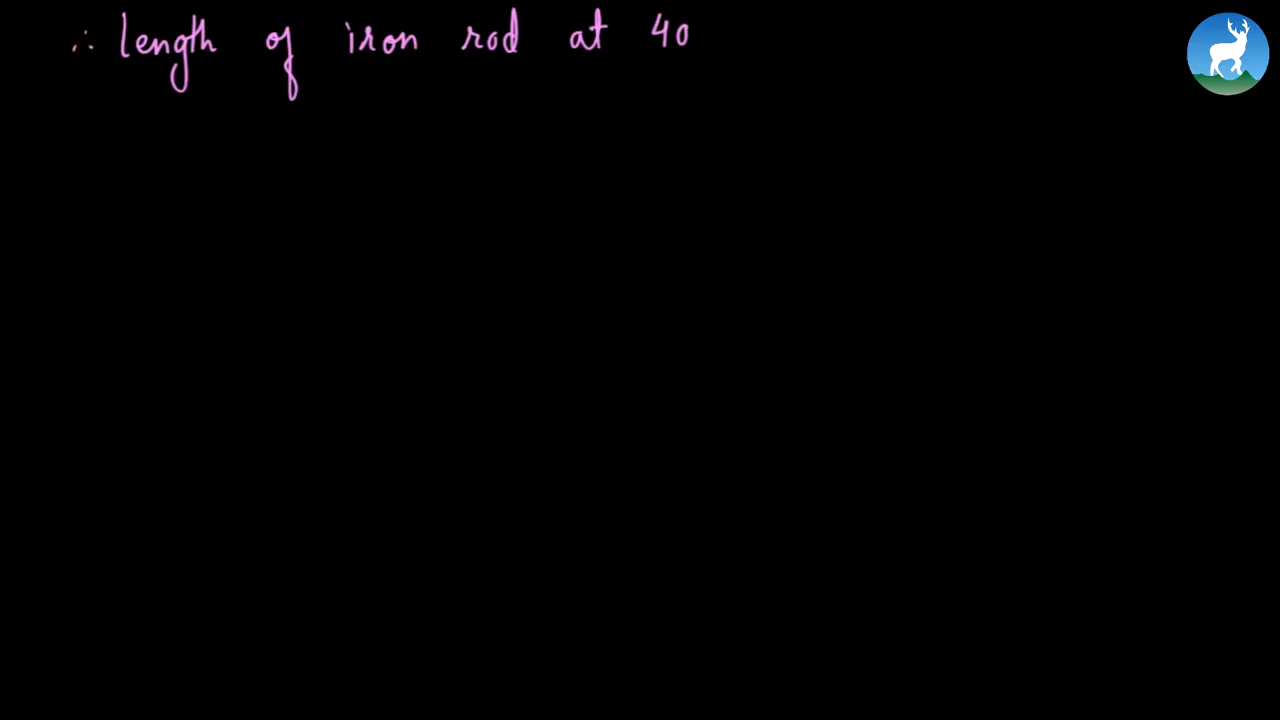 ∴ length of iron rod at 40